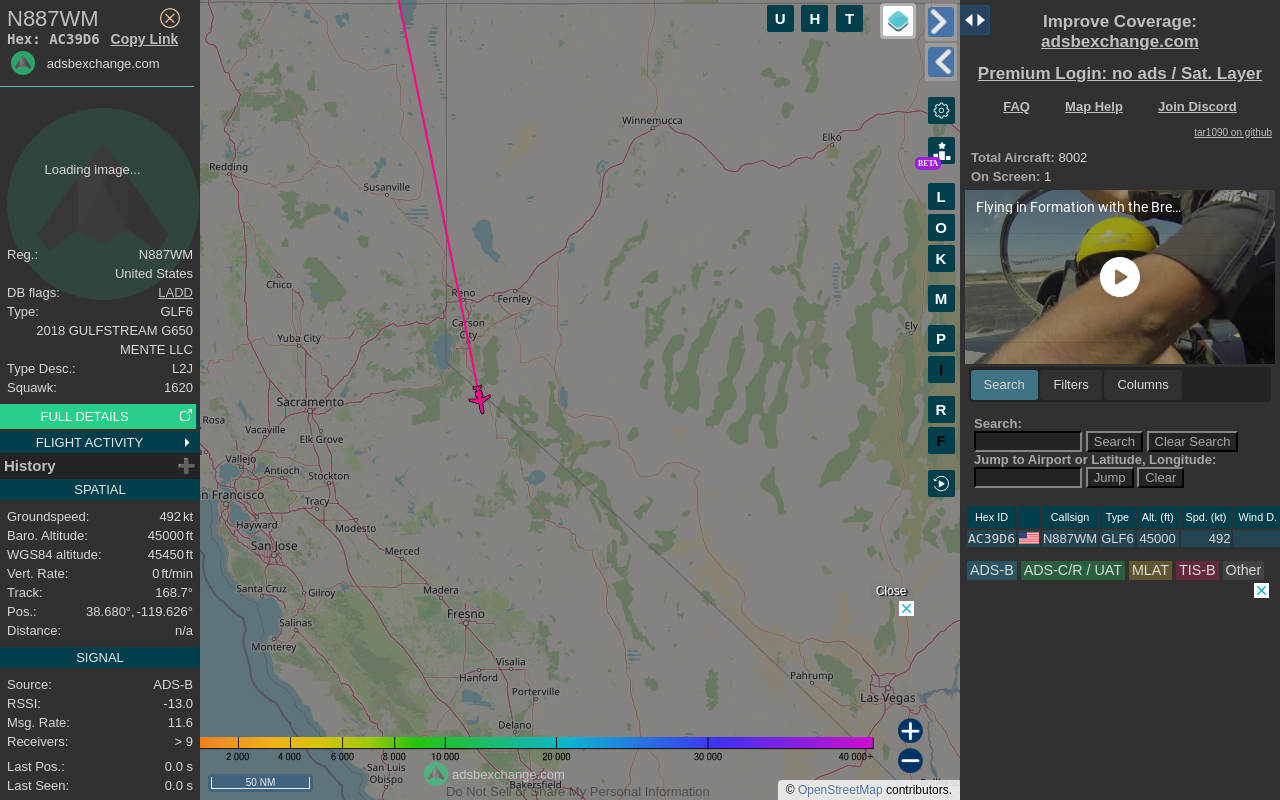 N887WM
Hex: AC39D6 Copy Link
adsbexchange.com
Loading image...
Reg.: N887WM
United States
DB flags: LADD
Type: GLF6
2018 GULFSTREAM G650
MENTE LLC
Type Desc.: L2J
Squawk: 1620
FULL DETAILS
FLIGHT ACTIVITY
History
SPATIAL
Groundspeed: 492 kt
Baro. Altitude: 45000 ft
WGS84 altitude: 45450 ft
Vert. Rate: 0 ft/min
Track: 168.7°
Pos.: 38.680°, -119.626°
Distance: n/a
SIGNAL
Source: ADS-B
RSSI: -13.0
Msg. Rate: 11.6
Receivers: > 9
Last Pos.: 0.0 s
Last Seen: 0.0 s
U H T
BETA
L
O
K
M
P
I
R
F
Winnemucca
Elko
Redding
Susanville
Chico
Reno
Fernley
Carson
City
Ely
Yuba City
Sacramento
Rosa
Vacaville
Elk Grove
Vallejo
Antioch
Stockton
n Francisco
Tracy
Hayward
Modesto
San Jose
Merced
Santa Cruz
Gilroy
Madera
Salinas
Fresno
Monterey
Visalia
Hanford
Porterville
Pahrump
Las Vegas
Delano
San Luis
Obispo
Bakersfield
Close
2 000 4 000 6 000 8 000 10 000 20 000 30 000 40 000+
50 NM
adsbexchange.com
Do Not Sell or Share My Personal Information
© OpenStreetMap contributors.
Improve Coverage:
adsbexchange.com
Premium Login: no ads / Sat. Layer
FAQ Map Help Join Discord
tar1090 on github
Total Aircraft: 8002
On Screen: 1
Flying in Formation with the Bre...
Search Filters Columns
Search:
Search Clear Search
Jump to Airport or Latitude, Longitude:
Jump Clear
Hex ID Callsign Type Alt. (ft) Spd. (kt) Wind D.
AC39D6 N887WM GLF6 45000 492
ADS-B ADS-C/R / UAT MLAT TIS-B Other